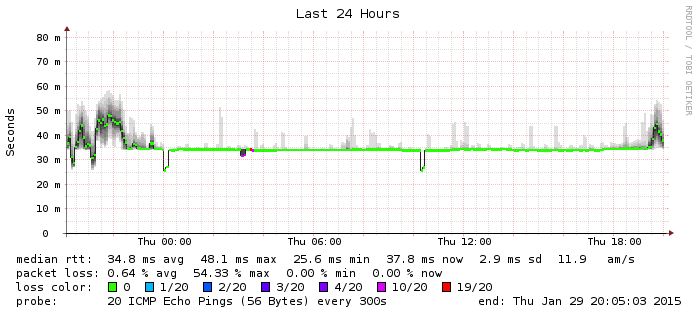 Last 24 Hours
RRDTOOL / TOBI OETIKER
80 m
70 m
60 m
50 m
40 m
30 m
20 m
10 m
0
Seconds
Thu 00:00 Thu 06:00 Thu 12:00 Thu 18:00
median rtt: 34.8 ms avg 48.1 ms max 25.6 ms min 37.8 ms now 2.9 ms sd 11.9 am/s
packet loss: 0.64 % avg 54.33 % max 0.00 % min 0.00 % now
loss color: 0 1/20 2/20 3/20 4/20 10/20 19/20
probe: 20 ICMP Echo Pings (56 Bytes) every 300s end: Thu Jan 29 20:05:03 2015